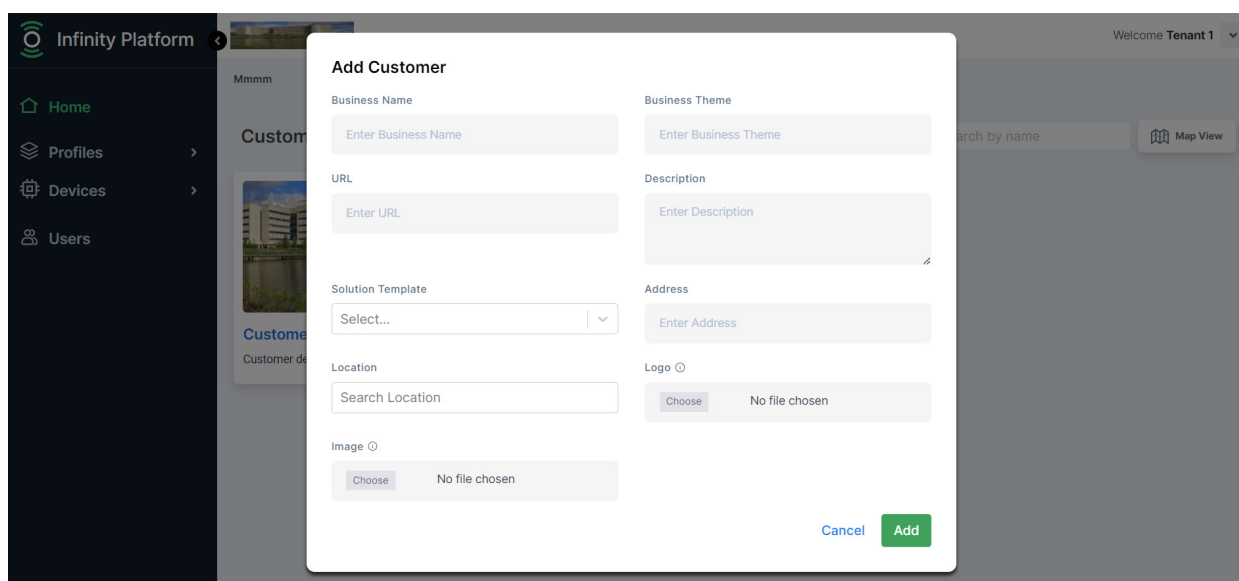 Infinity Platform
Welcome Tenant 1
Mmmm
Home
Profiles
Devices
Users
Custom
arch by name
Map View
Custome
Customer de
Add Customer
Business Name
Business Theme
Enter Business Name
Enter Business Theme
URL
Description
Enter URL
Enter Description
Solution Template
Address
Select...
Enter Address
Location
Logo
Search Location
Choose No file chosen
Image
Choose No file chosen
Cancel
Add